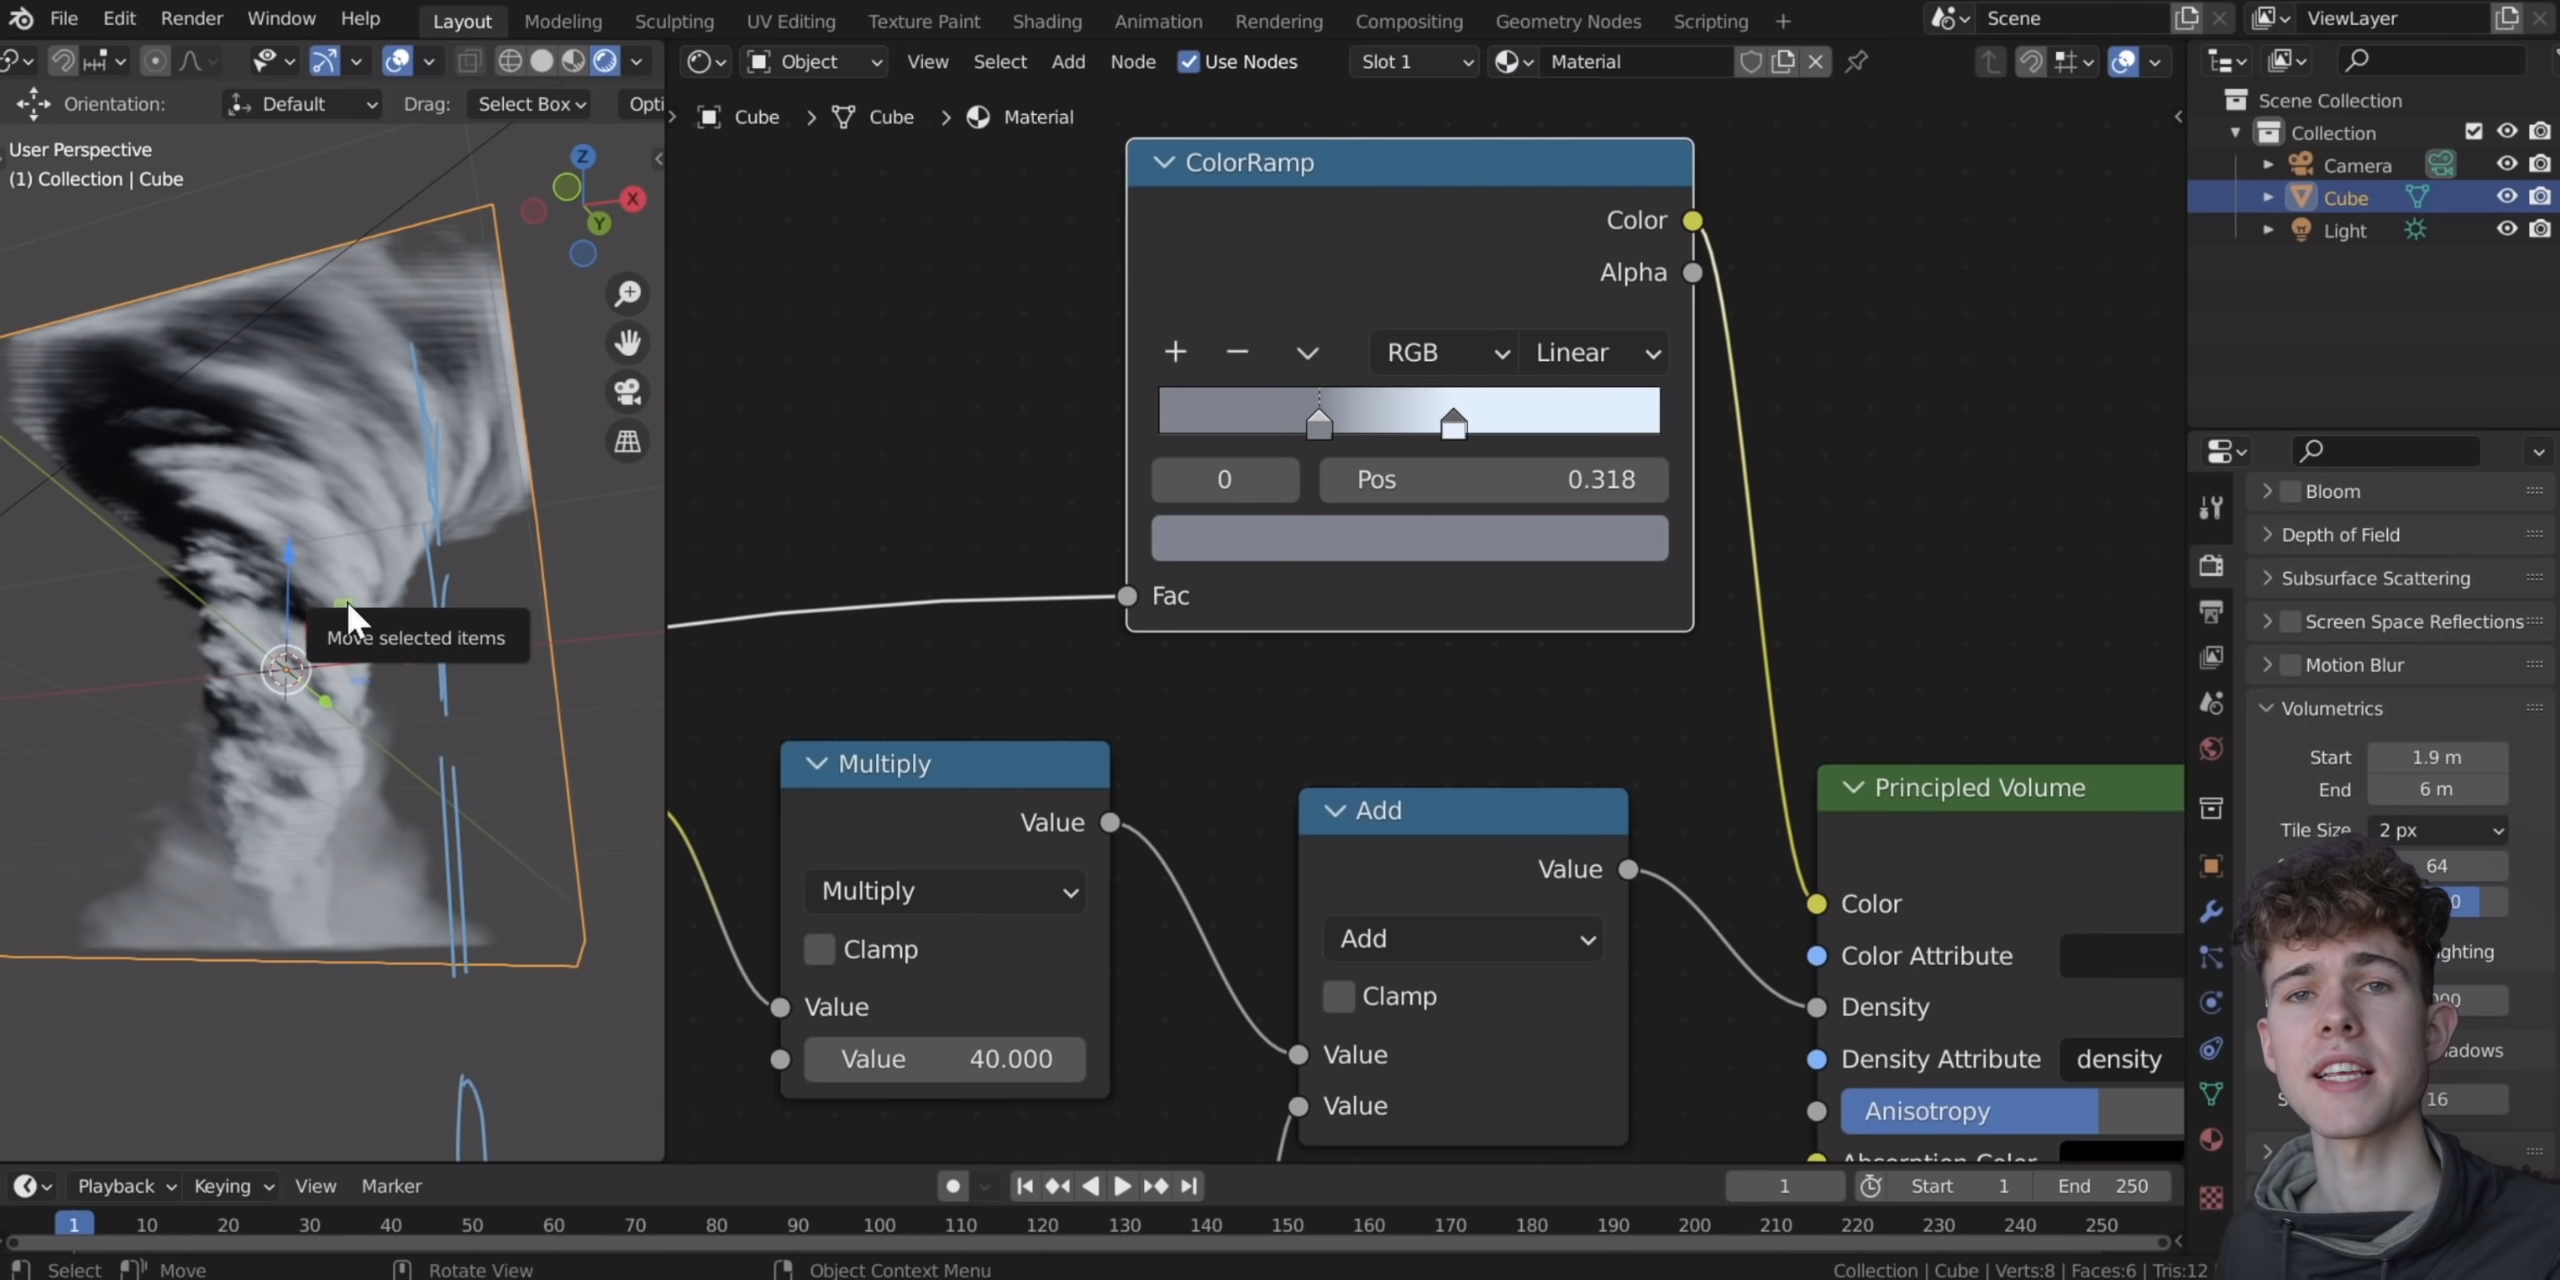 File Edit Render Window Help Layout Modeling Sculpting UV Editing Texture Paint Shading Animation Rendering Compositing Geometry Nodes Scripting + Scene ViewLayer
Object View Select Add Node Use Nodes Slot 1 Material
Orientation: Default Drag: Select Box Opti
Cube > Cube > Material
User Perspective
(1) Collection | Cube
Z
X
Y
Move selected items
ColorRamp
Color
Alpha
+ − RGB Linear
0 Pos 0.318
Fac
Multiply
Value
Multiply
Clamp
Value
Value 40.000
Add
Value
Add
Clamp
Value
Value
Principled Volume
Color
Color Attribute
Density
Density Attribute density
Anisotropy
Scene Collection
Collection
Camera
Cube
Light
Bloom
Depth of Field
Subsurface Scattering
Screen Space Reflections
Motion Blur
Volumetrics
Start 1.9 m
End 6 m
Tile Size 2 px
64
0
ghting
00
adows
S 16
Playback Keying View Marker 1 Start 1 End 250
1 10 20 30 40 50 60 70 80 90 100 110 120 130 140 150 160 170 180 190 200 210 220 230 240 250
Select Move Rotate View Object Context Menu Collection | Cube | Verts:8 | Faces:6 | Tris:12